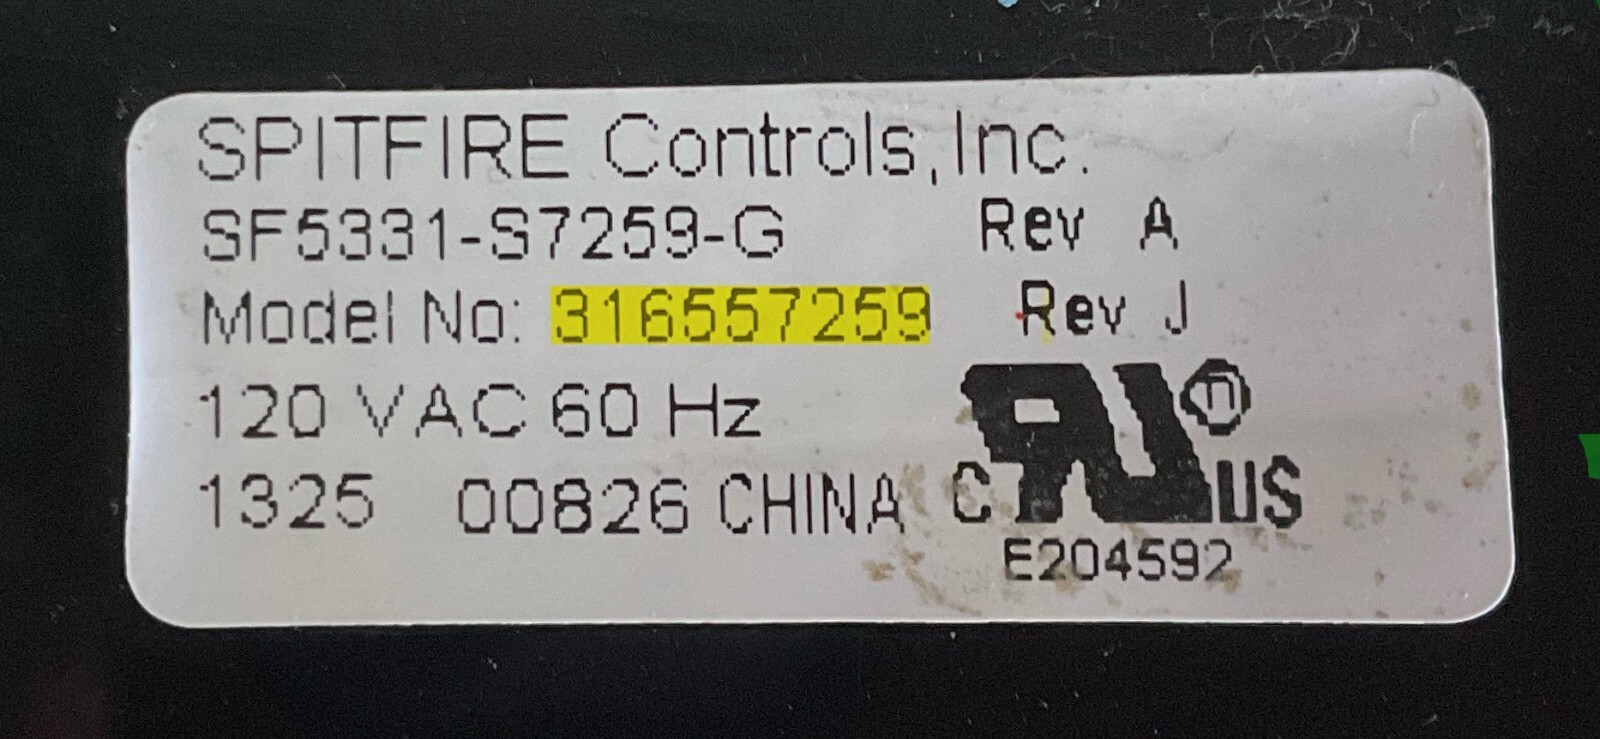 SPITFIRE Controls, Inc.
SF5331-S7259-G Rev A
Model No: 316557259 Rev J
120 VAC 60 Hz
1325 00826 CHINA C US
E204592